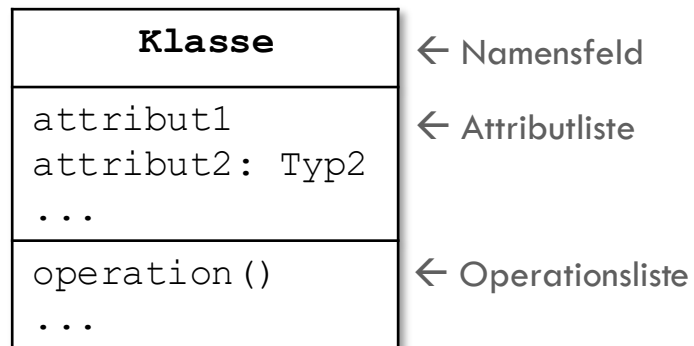 Klasse
← Namensfeld
attribut1
← Attributliste
attribut2: Typ2
...
operation()
← Operationsliste
...